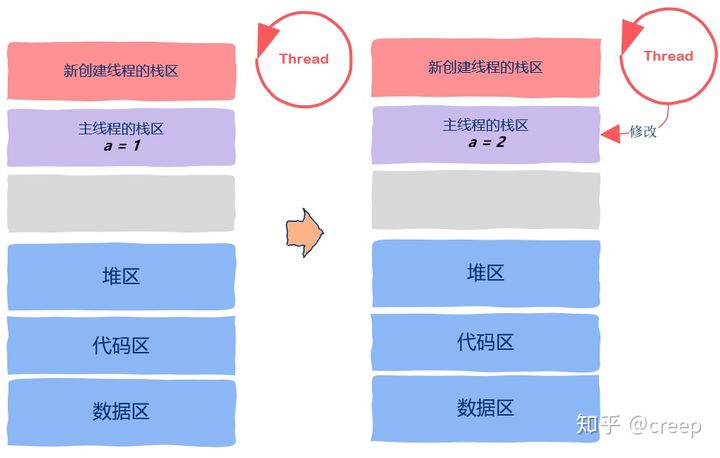 新创建线程的栈区
Thread
主线程的栈区
a = 1
堆区
代码区
数据区
新创建线程的栈区
Thread
主线程的栈区
a = 2
修改
堆区
代码区
数据区
知乎 @creep